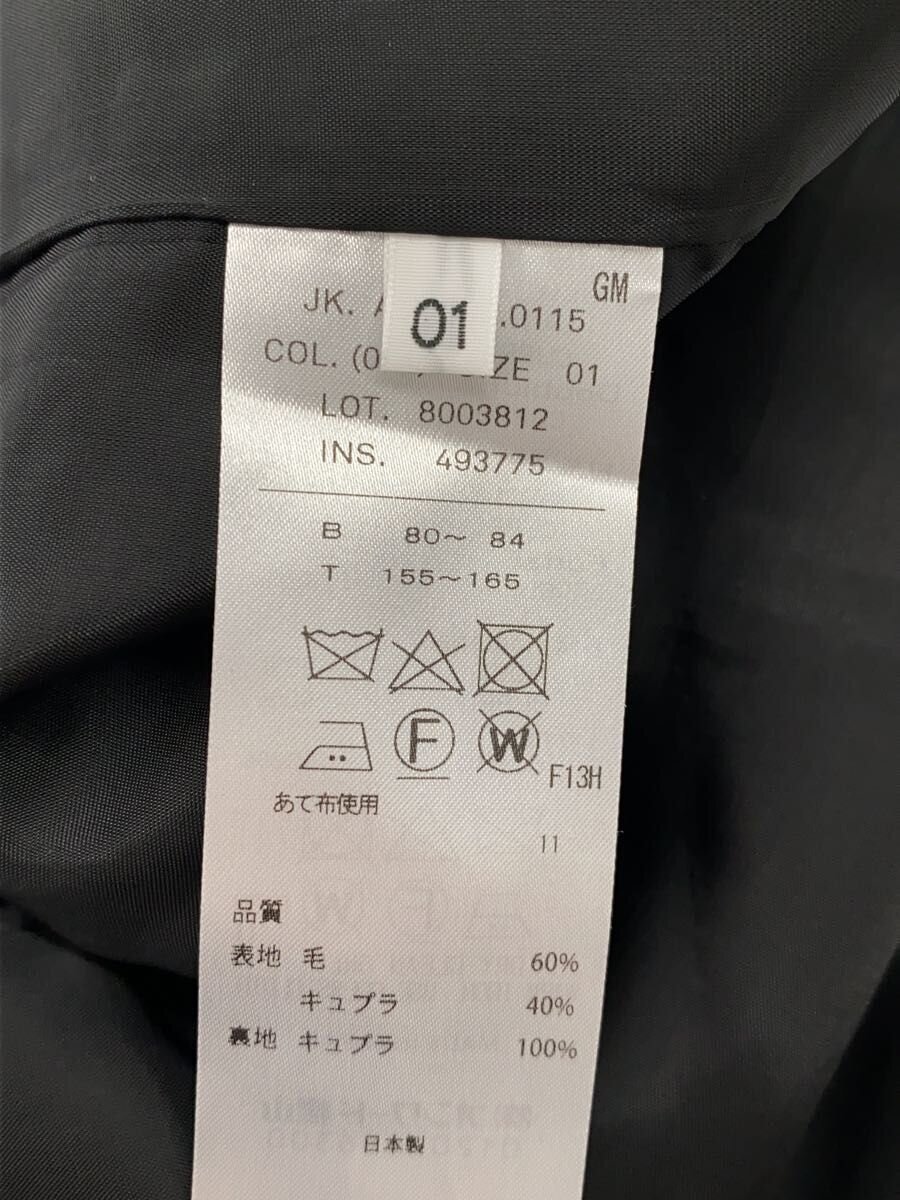 GM
JK. .0115
01
COL. (0 SIZE 01
LOT. 8003812
INS. 493775
B 80～ 84
T 155～165
F
W
F13H
あて布使用
11
品質
表地 毛 60%
キュプラ 40%
裏地 キュプラ 100%
日本製